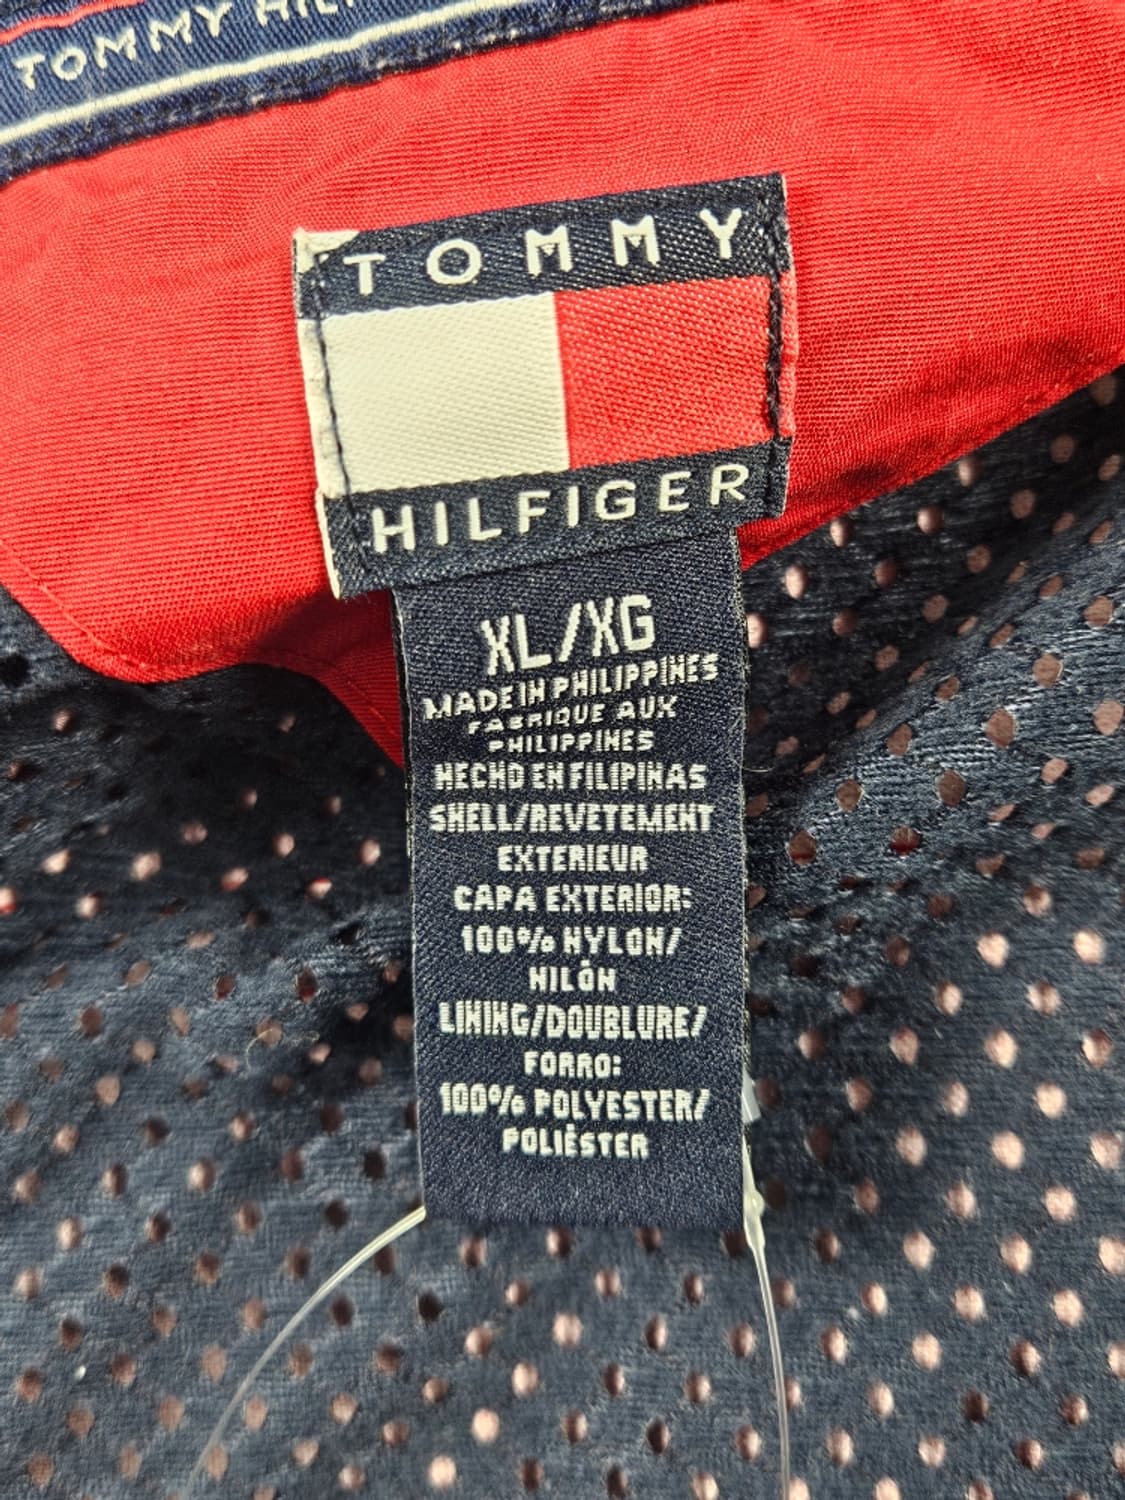 TOMMY HIL
TOMMY
HILFIGER
XL/XG
MADE IN PHILIPPINES
FABRIQUE AUX
PHILIPPINES
HECHO EN FILIPINAS
SHELL/REVETEMENT
EXTERIEUR
CAPA EXTERIOR:
100% NYLON/
NILÓN
LINING/DOUBLURE/
FORRO:
100% POLYESTER/
POLIÈSTER